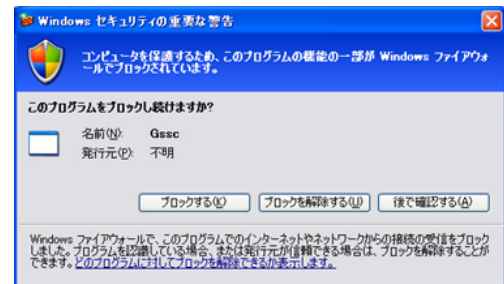 Windows セキュリティの重要な警告
コンピュータを保護するため、このプログラムの機能の一部が Windows ファイアウォ
ールでブロックされています。
このプログラムをブロックし続けますか?
名前(N): Gssc
発行元(P): 不明
ブロックする(K) ブロックを解除する(U) 後で確認する(A)
Windows ファイアウォールで、このプログラムでのインターネットやネットワークからの接続の受信をブロック
しました。プログラムを認識している場合、または発行元が信頼できる場合は、ブロックを解除することが
できます。どのプログラムに対してブロックを解除できるか表示します。